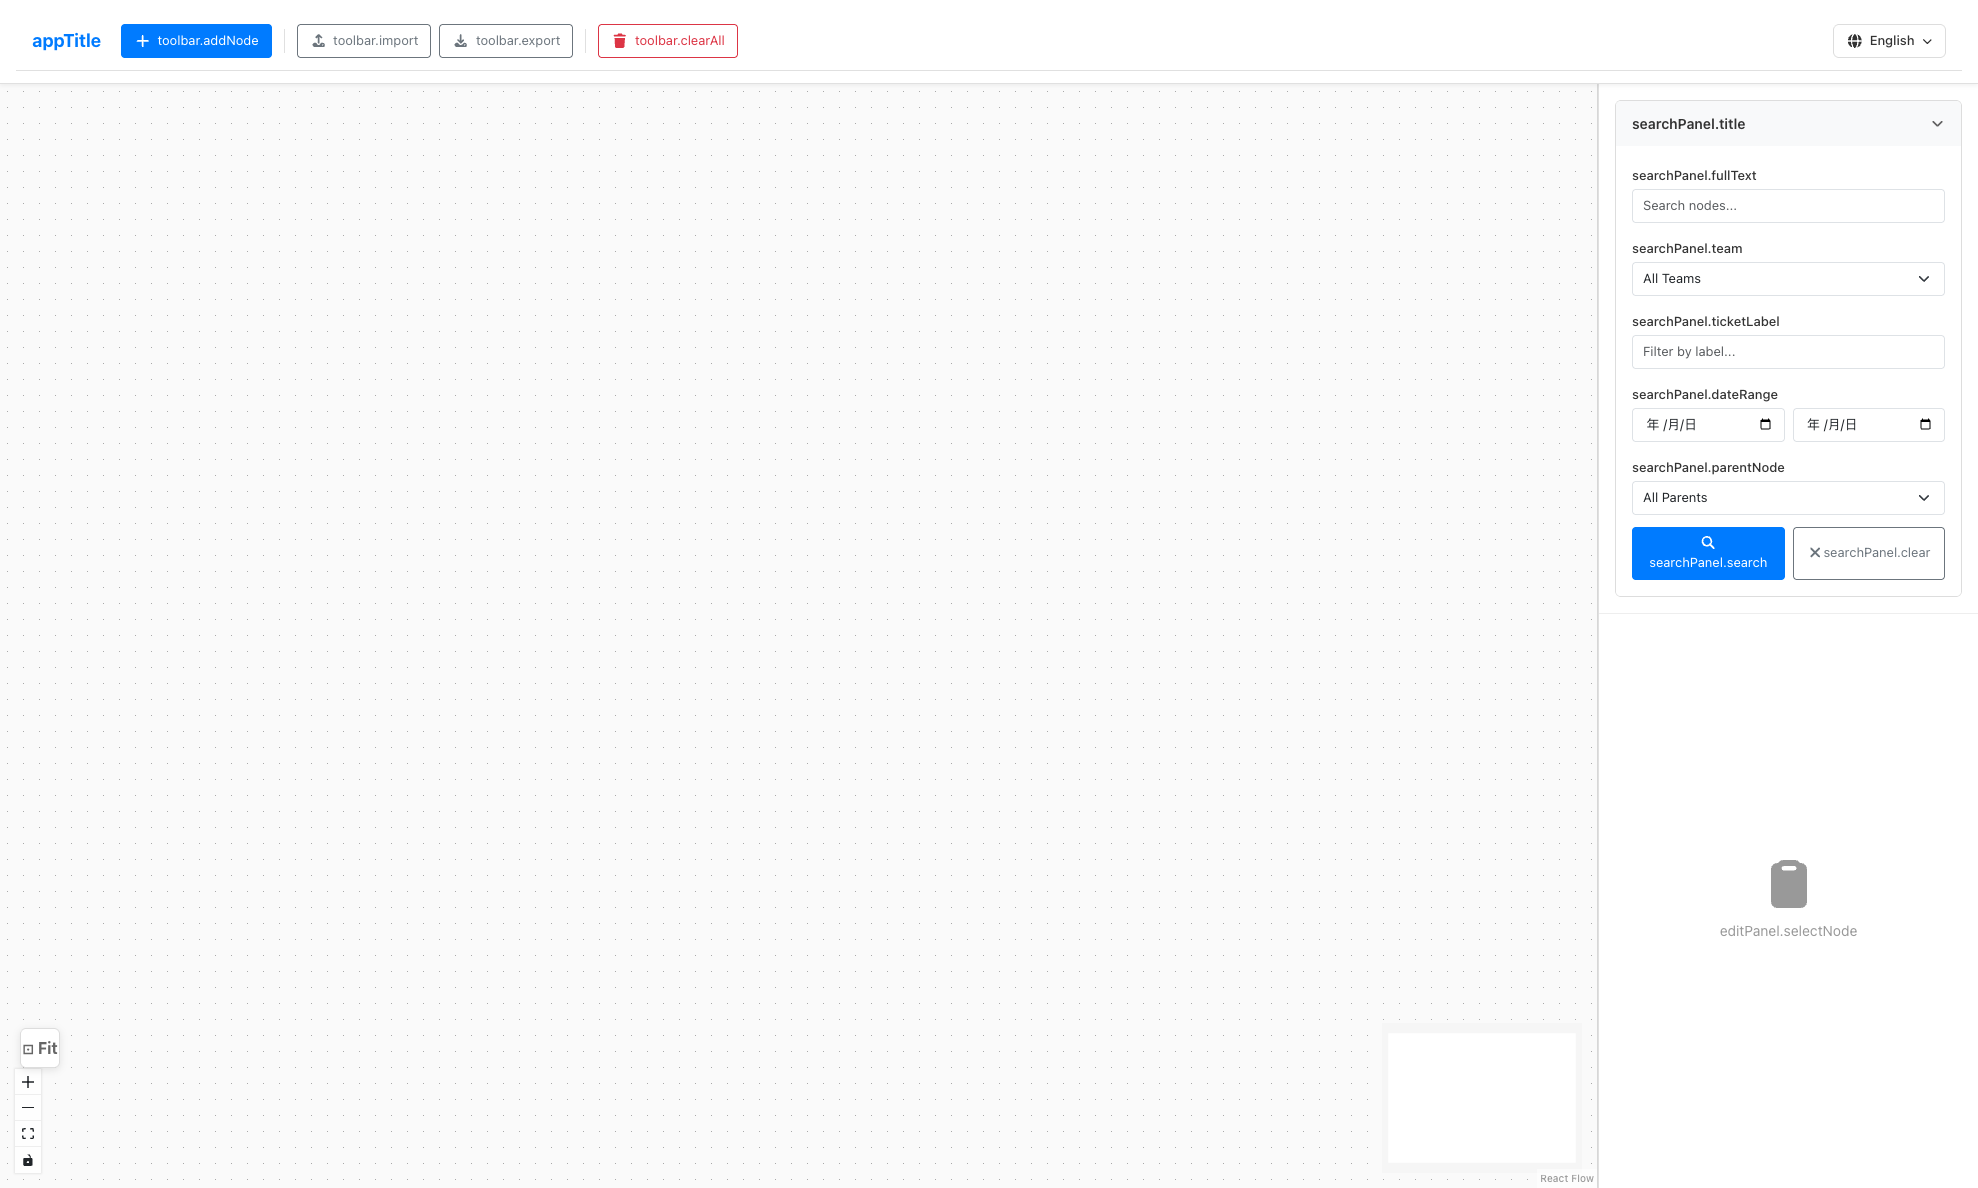 appTitle
toolbar.addNode
toolbar.import
toolbar.export
toolbar.clearAll
English
searchPanel.title
searchPanel.fullText
Search nodes...
searchPanel.team
All Teams
searchPanel.ticketLabel
Filter by label...
searchPanel.dateRange
年 /月/日
年 /月/日
searchPanel.parentNode
All Parents
searchPanel.search
searchPanel.clear
editPanel.selectNode
⊡ Fit
React Flow